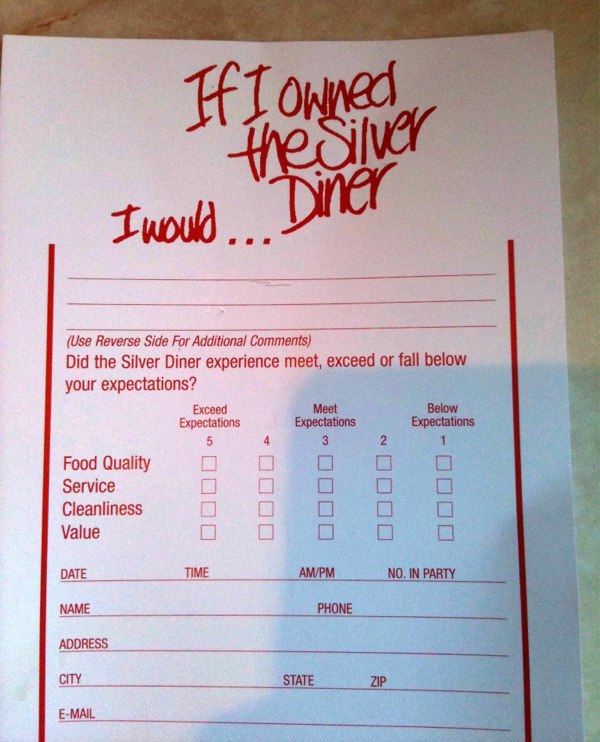 If I owned
the Silver
Diner
I would ...
(Use Reverse Side For Additional Comments)
Did the Silver Diner experience meet, exceed or fall below
your expectations?
Exceed Meet Below
Expectations Expectations Expectations
5 4 3 2 1
Food Quality
Service
Cleanliness
Value
DATE TIME AM/PM NO. IN PARTY
NAME PHONE
ADDRESS
CITY STATE ZIP
E-MAIL